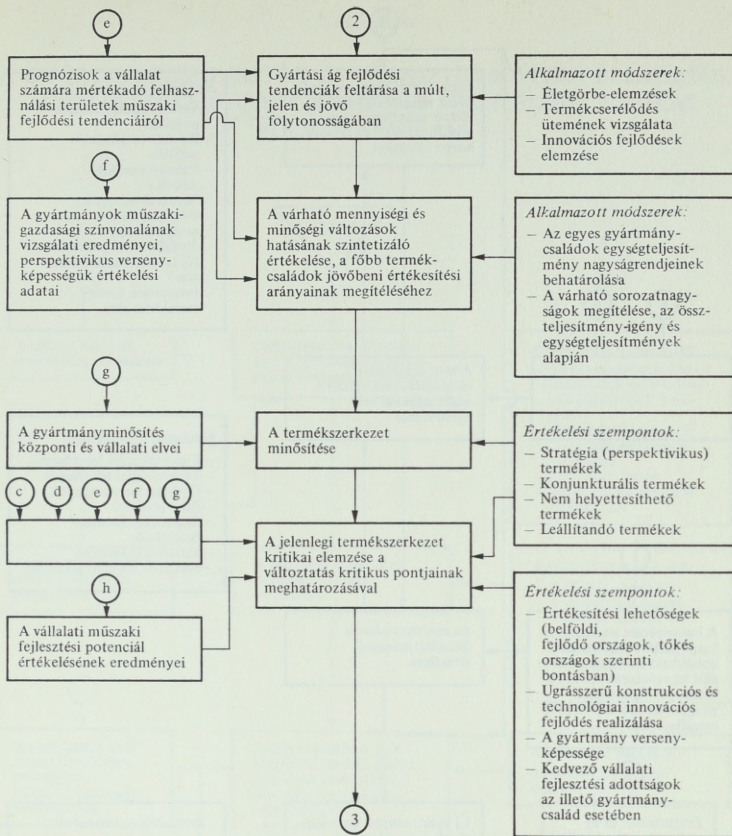 e
Prognózisok a vállalat
számára mértékadó felhasz-
nálási területek műszaki
fejlődési tendenciáiról
2
Gyártási ág fejlődési
tendenciák feltárása a múlt,
jelen és jövő
folytonosságában
Alkalmazott módszerek:
– Életgörbe-elemzések
– Termékcserélődés
ütemének vizsgálata
– Innovációs fejlődések
elemzése
f
A gyártmányok műszaki-
gazdasági színvonalának
vizsgálati eredményei,
perspektivikus verseny-
képességük értékelési
adatai
A várható mennyiségi és
minőségi változások
hatásának szintetizáló
értékelése, a főbb termék-
családok jövőbeni értékesítési
arányainak megítéléséhez
Alkalmazott módszerek:
– Az egyes gyártmány-
családok egységteljesít-
mény nagyságrendjeinek
behatárolása
– A várható sorozatnagy-
ságok megítélése, az össz-
teljesítmény-igény és
egységteljesítmények
alapján
g
A gyártmányminősítés
központi és vállalati elvei
A termékszerkezet
minősítése
Értékelési szempontok:
– Stratégia (perspektivikus)
termékek
– Konjunkturális termékek
– Nem helyettesíthető
termékek
– Leállítandó termékek
c d e f g
A jelenlegi termékszerkezet
kritikai elemzése a
változtatás kritikus pontjainak
meghatározásával
h
A vállalati műszaki
fejlesztési potenciál
értékelésének eredményei
Értékelési szempontok:
– Értékesítési lehetőségek
(belföldi,
fejlődő országok, tőkés
országok szerinti
bontásban)
– Ugrásszerű konstrukciós és
technológiai innovációs
fejlődés realizálása
– A gyártmány verseny-
képessége
– Kedvező vállalati
fejlesztési adottságok
az illető gyártmány-
család esetében
3